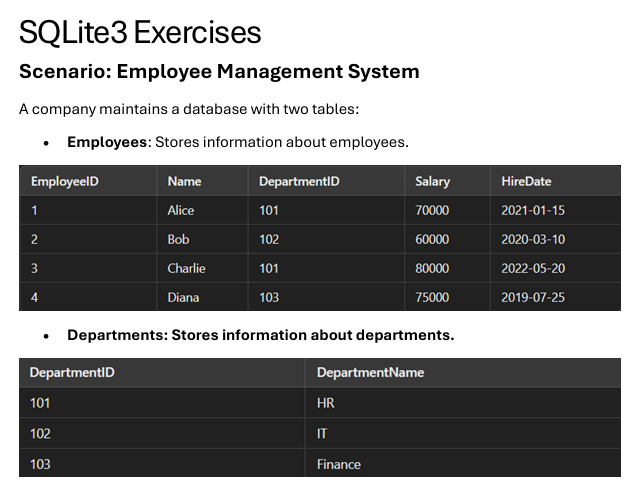 SQLite3 Exercises
Scenario: Employee Management System
A company maintains a database with two tables:
• Employees: Stores information about employees.
EmployeeID Name DepartmentID Salary HireDate
1 Alice 101 70000 2021-01-15
2 Bob 102 60000 2020-03-10
3 Charlie 101 80000 2022-05-20
4 Diana 103 75000 2019-07-25
• Departments: Stores information about departments.
DepartmentID DepartmentName
101 HR
102 IT
103 Finance